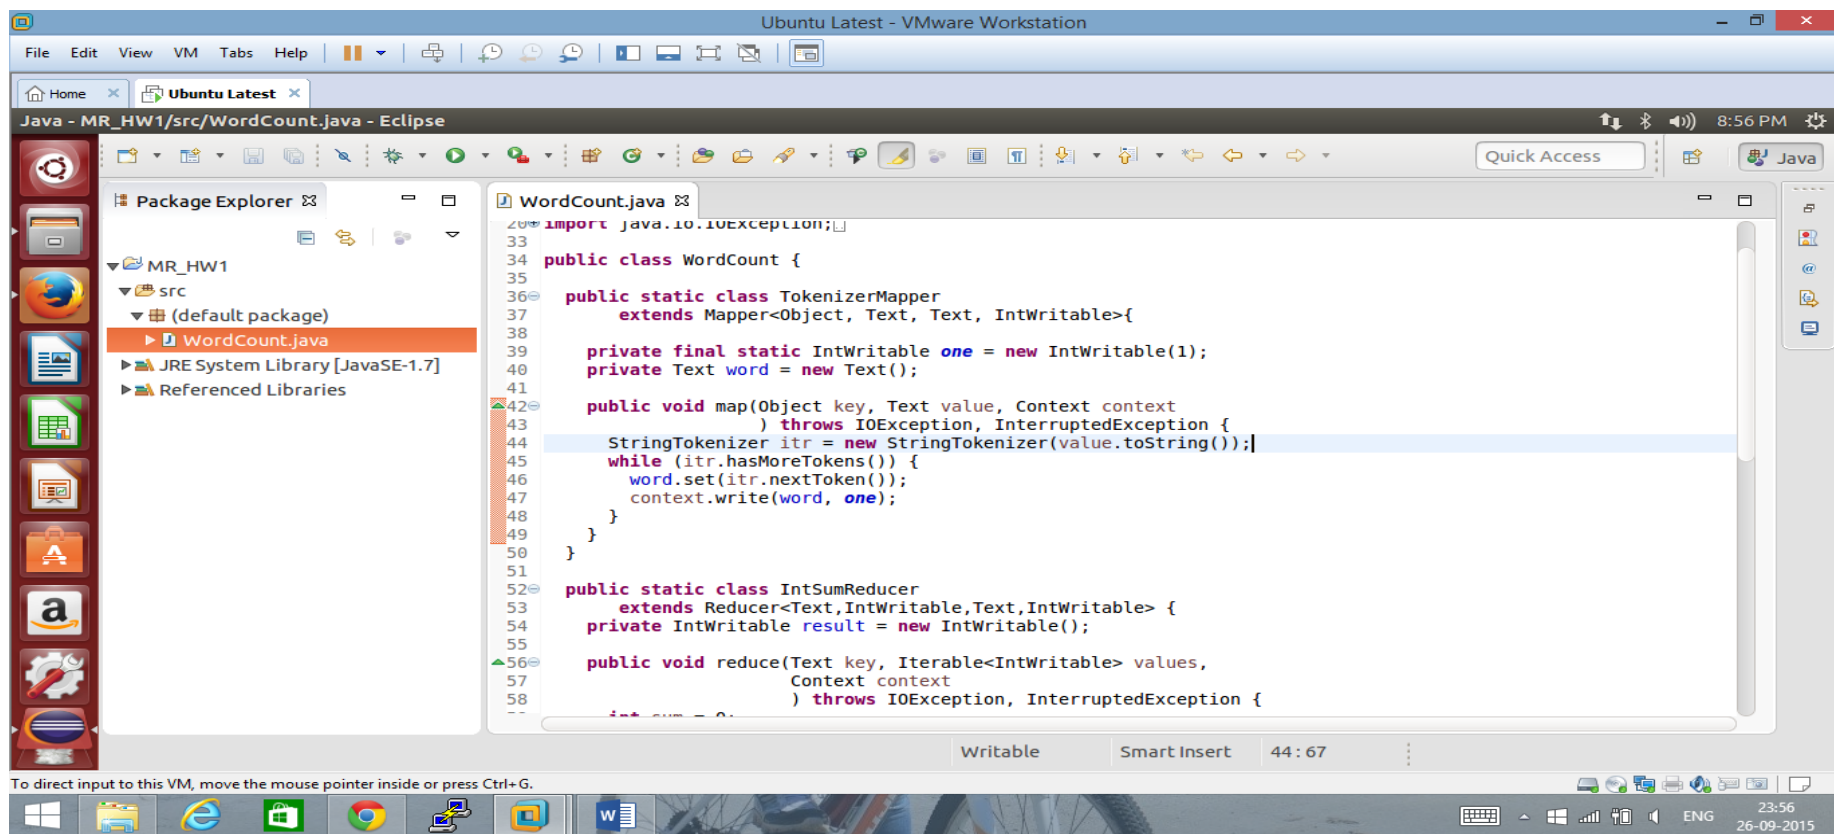 Ubuntu Latest - VMware Workstation
File Edit View VM Tabs Help
Home Ubuntu Latest
Java - MR_HW1/src/WordCount.java - Eclipse 8:56 PM
Quick Access Java
Package Explorer
MR_HW1
src
(default package)
WordCount.java
JRE System Library [JavaSE-1.7]
Referenced Libraries
WordCount.java
20 import java.io.IOException;
33
34 public class WordCount {
35
36 public static class TokenizerMapper
37 extends Mapper<Object, Text, Text, IntWritable>{
38
39 private final static IntWritable one = new IntWritable(1);
40 private Text word = new Text();
41
42 public void map(Object key, Text value, Context context
43 ) throws IOException, InterruptedException {
44 StringTokenizer itr = new StringTokenizer(value.toString());
45 while (itr.hasMoreTokens()) {
46 word.set(itr.nextToken());
47 context.write(word, one);
48 }
49 }
50 }
51
52 public static class IntSumReducer
53 extends Reducer<Text,IntWritable,Text,IntWritable> {
54 private IntWritable result = new IntWritable();
55
56 public void reduce(Text key, Iterable<IntWritable> values,
57 Context context
58 ) throws IOException, InterruptedException {
int sum = 0;
Writable Smart Insert 44 : 67
To direct input to this VM, move the mouse pointer inside or press Ctrl+G.
ENG 23:56
26-09-2015